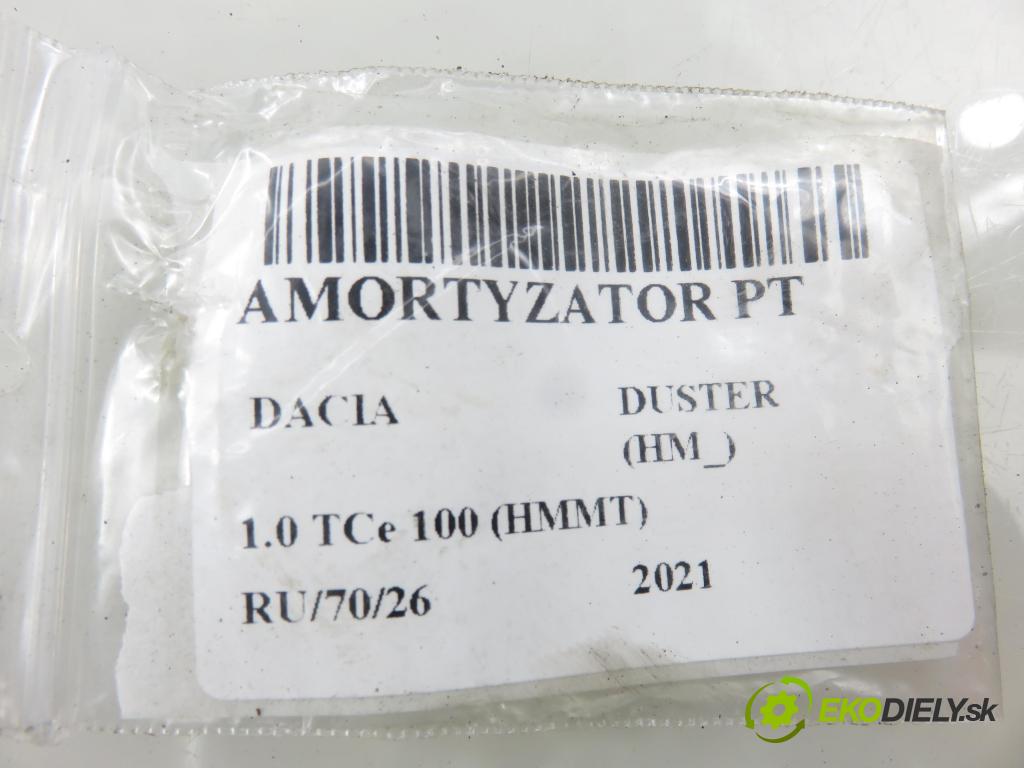 AMORTYZATOR PT
DACIA DUSTER
(HM_)
1.0 TCe 100 (HMMT)
RU/70/26 2021
EKODIELY.sk